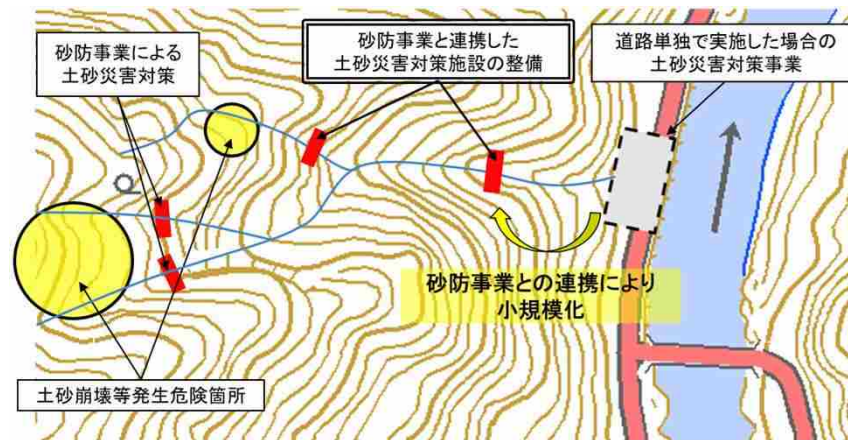 砂防事業による
土砂災害対策
砂防事業と連携した
土砂災害対策施設の整備
道路単独で実施した場合の
土砂災害対策事業
砂防事業との連携により
小規模化
土砂崩壊等発生危険箇所